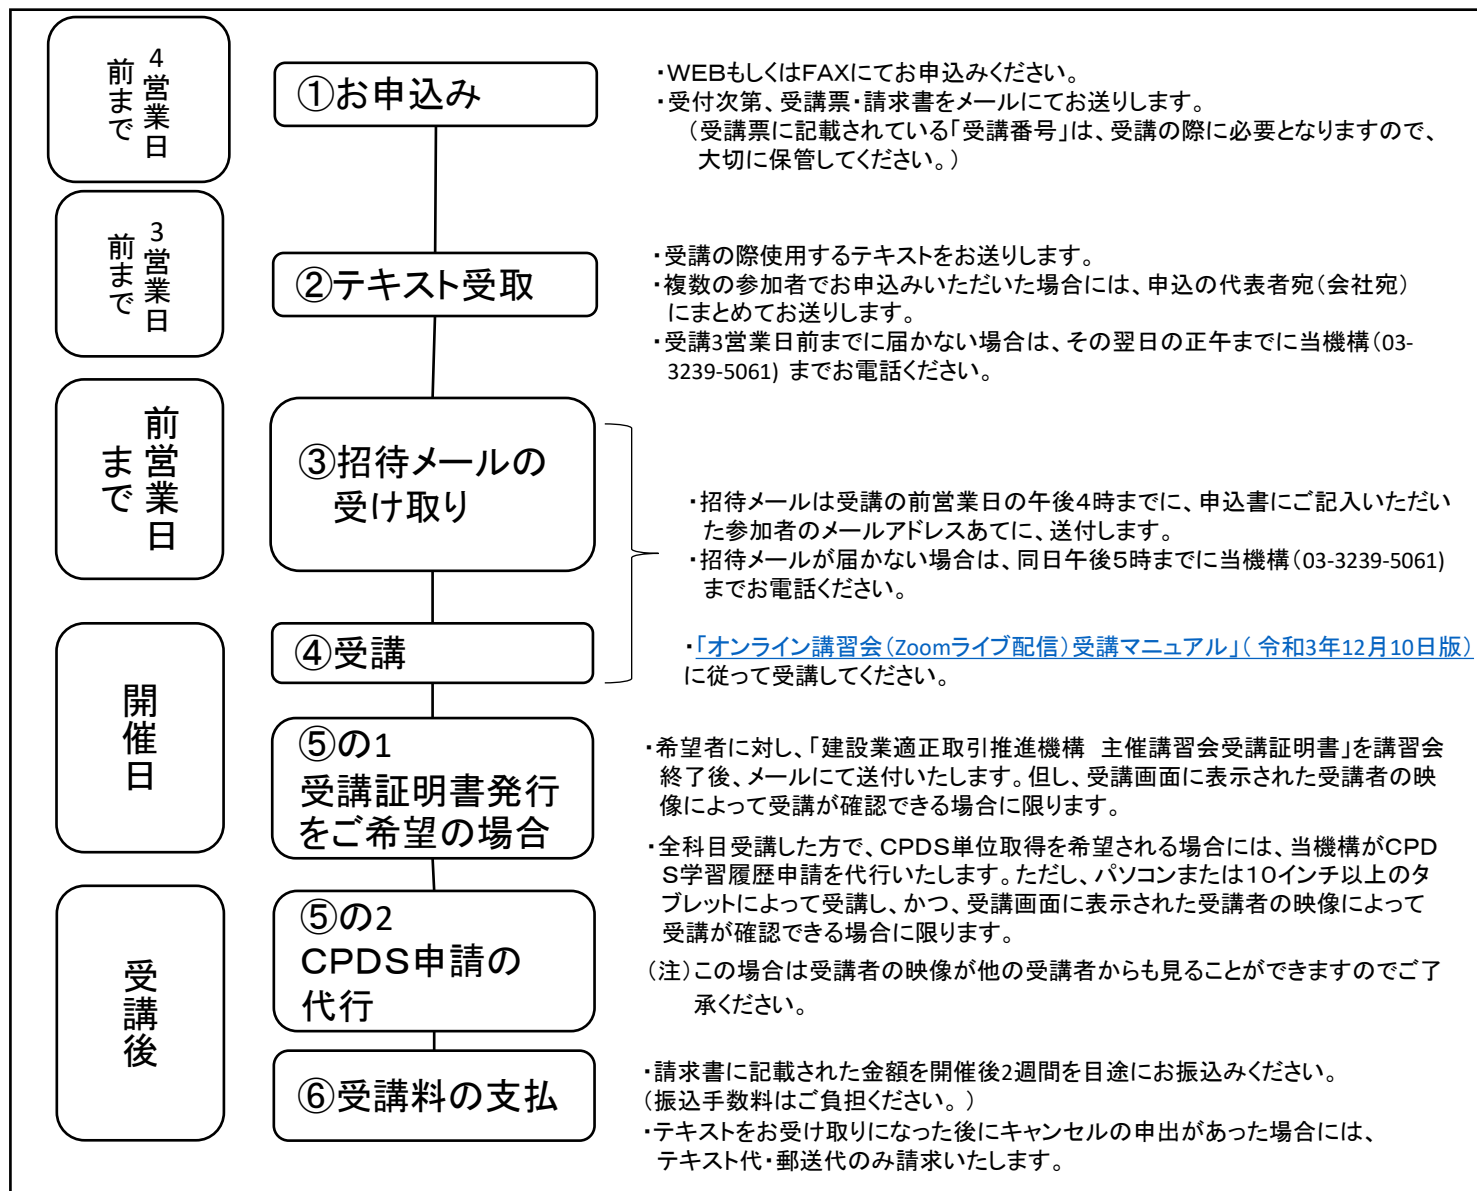 4営業日
前まで
①お申込み
・WEBもしくはFAXにてお申込みください。
・受付次第、受講票・請求書をメールにてお送りします。
（受講票に記載されている「受講番号」は、受講の際に必要となりますので、
大切に保管してください。）
3営業日
前まで
②テキスト受取
・受講の際使用するテキストをお送りします。
・複数の参加者でお申込みいただいた場合には、申込の代表者宛（会社宛）
にまとめてお送りします。
・受講3営業日前までに届かない場合は、その翌日の正午までに当機構（03-
3239-5061) までお電話ください。
前営業日
まで
③招待メールの
受け取り
・招待メールは受講の前営業日の午後４時までに、申込書にご記入いただい
た参加者のメールアドレスあてに、送付します。
・招待メールが届かない場合は、同日午後５時までに当機構（03-3239-5061)
までお電話ください。
開催日
④受講
・「オンライン講習会（Zoomライブ配信）受講マニュアル」（ 令和3年12月10日版）
に従って受講してください。
⑤の1
受講証明書発行
をご希望の場合
・希望者に対し、「建設業適正取引推進機構　主催講習会受講証明書」を講習会
終了後、メールにて送付いたします。但し、受講画面に表示された受講者の映
像によって受講が確認できる場合に限ります。
受講後
⑤の2
ＣＰＤＳ申請の
代行
・全科目受講した方で、ＣＰＤＳ単位取得を希望される場合には、当機構がＣＰＤ
Ｓ学習履歴申請を代行いたします。ただし、パソコンまたは１０インチ以上のタ
ブレットによって受講し、かつ、受講画面に表示された受講者の映像によって
受講が確認できる場合に限ります。
（注）この場合は受講者の映像が他の受講者からも見ることができますのでご了
承ください。
⑥受講料の支払
・請求書に記載された金額を開催後2週間を目途にお振込みください。
（振込手数料はご負担ください。）
・テキストをお受け取りになった後にキャンセルの申出があった場合には、
テキスト代・郵送代のみ請求いたします。